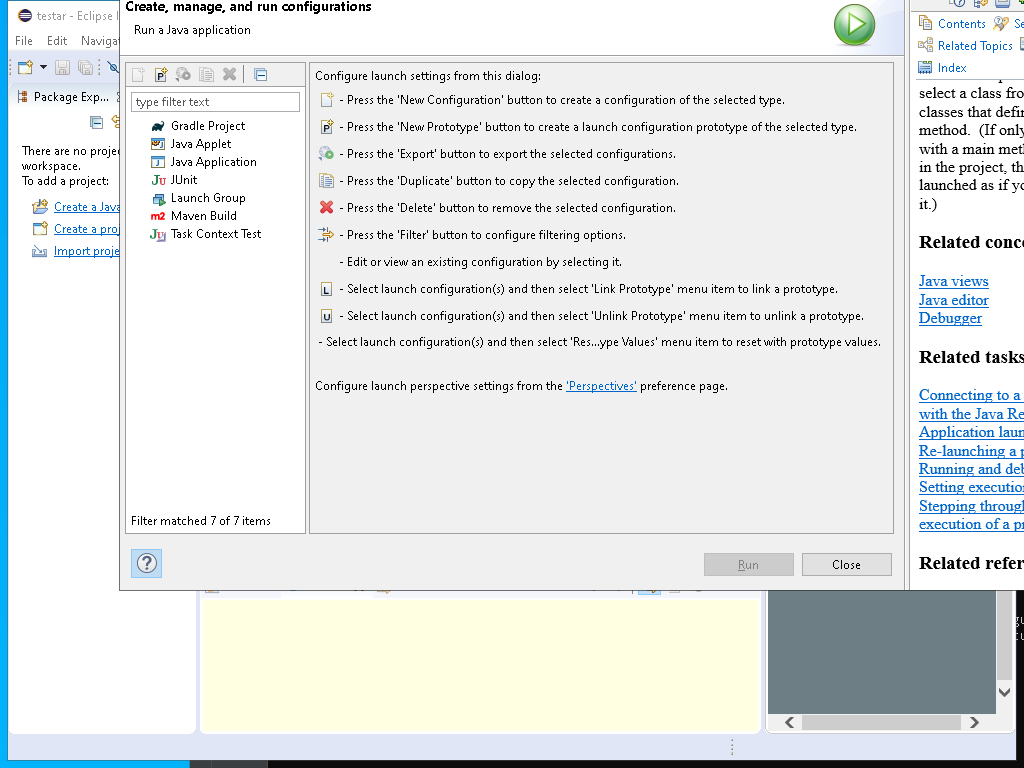 testar - Eclipse I
File Edit Navigat
Package Exp...
There are no proje
workspace.
To add a project:
Create a Java
Create a proj
Import proje
Create, manage, and run configurations
Run a Java application
type filter text
Gradle Project
Java Applet
Java Application
JUnit
Launch Group
Maven Build
Task Context Test
Filter matched 7 of 7 items
Configure launch settings from this dialog:
- Press the 'New Configuration' button to create a configuration of the selected type.
- Press the 'New Prototype' button to create a launch configuration prototype of the selected type.
- Press the 'Export' button to export the selected configurations.
- Press the 'Duplicate' button to copy the selected configuration.
- Press the 'Delete' button to remove the selected configuration.
- Press the 'Filter' button to configure filtering options.
- Edit or view an existing configuration by selecting it.
- Select launch configuration(s) and then select 'Link Prototype' menu item to link a prototype.
- Select launch configuration(s) and then select 'Unlink Prototype' menu item to unlink a prototype.
- Select launch configuration(s) and then select 'Res...ype Values' menu item to reset with prototype values.
Configure launch perspective settings from the 'Perspectives' preference page.
Run
Close
Contents Se
Related Topics
Index
select a class fro
classes that defin
method. (If only
with a main meth
in the project, th
launched as if yo
it.)
Related conce
Java views
Java editor
Debugger
Related tasks
Connecting to a
with the Java Re
Application laun
Re-launching a p
Running and deb
Setting execution
Stepping through
execution of a pr
Related refer